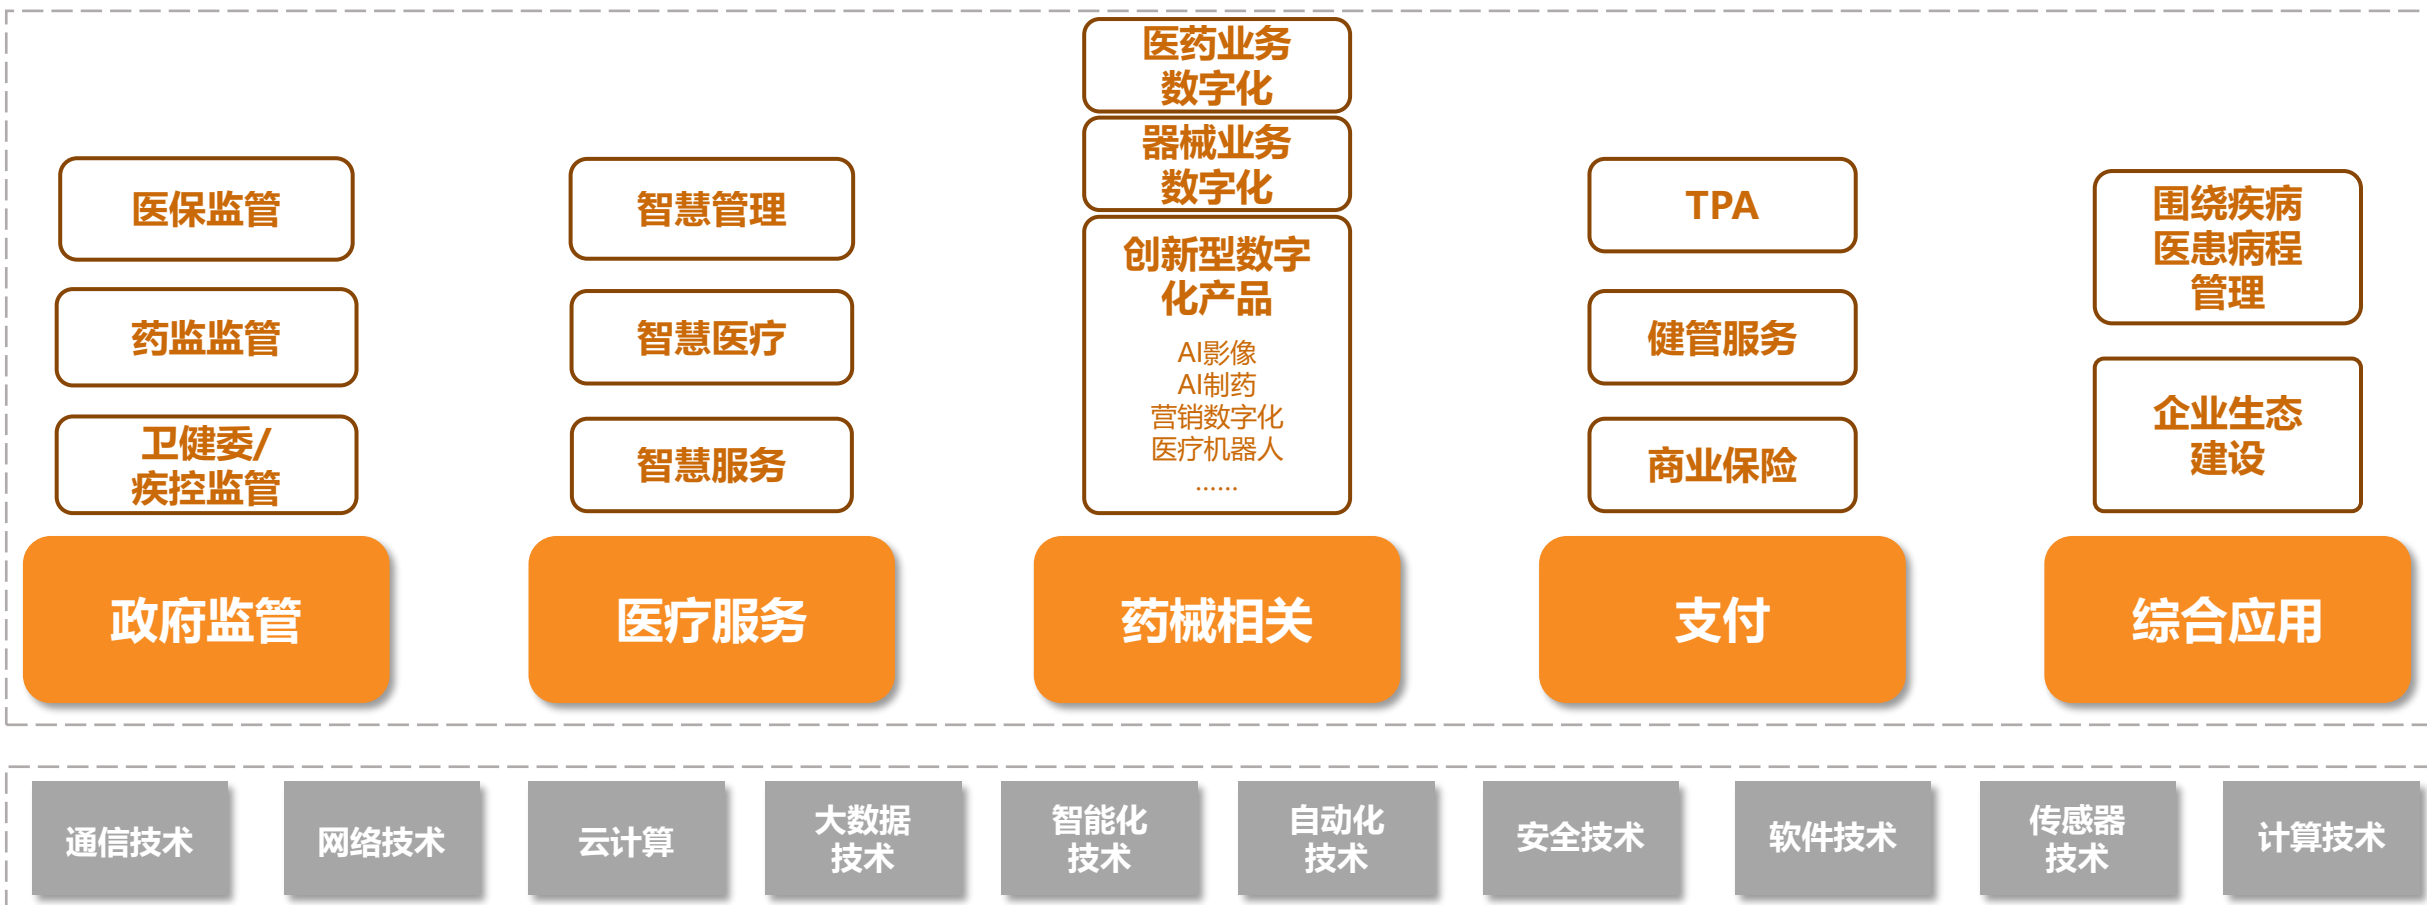 医保监管
药监监管
卫健委/
疾控监管
政府监管
智慧管理
智慧医疗
智慧服务
医疗服务
医药业务
数字化
器械业务
数字化
创新型数字
化产品
AI影像
AI制药
营销数字化
医疗机器人
......
药械相关
TPA
健管服务
商业保险
支付
围绕疾病
医患病程
管理
企业生态
建设
综合应用
通信技术
网络技术
云计算
大数据
技术
智能化
技术
自动化
技术
安全技术
软件技术
传感器
技术
计算技术